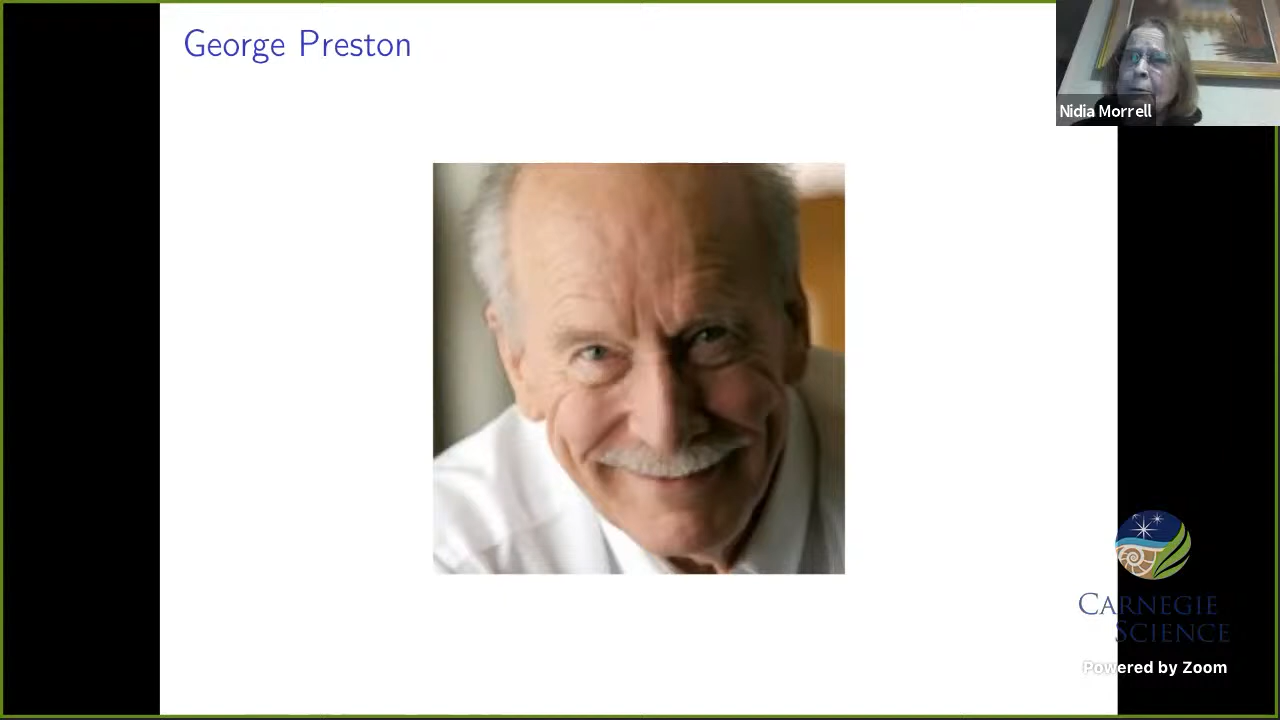 George Preston
Nidia Morrell
CARNEGIE
SCIENCE
Powered by Zoom